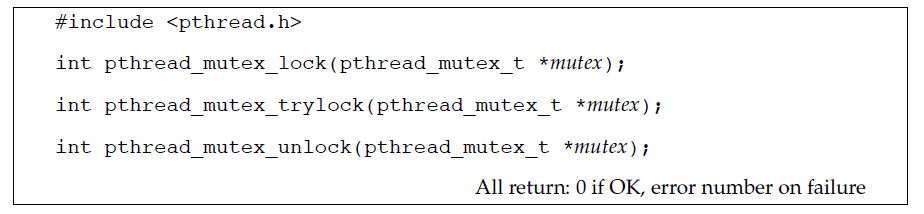 #include <pthread.h>
int pthread_mutex_lock(pthread_mutex_t *mutex);
int pthread_mutex_trylock(pthread_mutex_t *mutex);
int pthread_mutex_unlock(pthread_mutex_t *mutex);
All return: 0 if OK, error number on failure